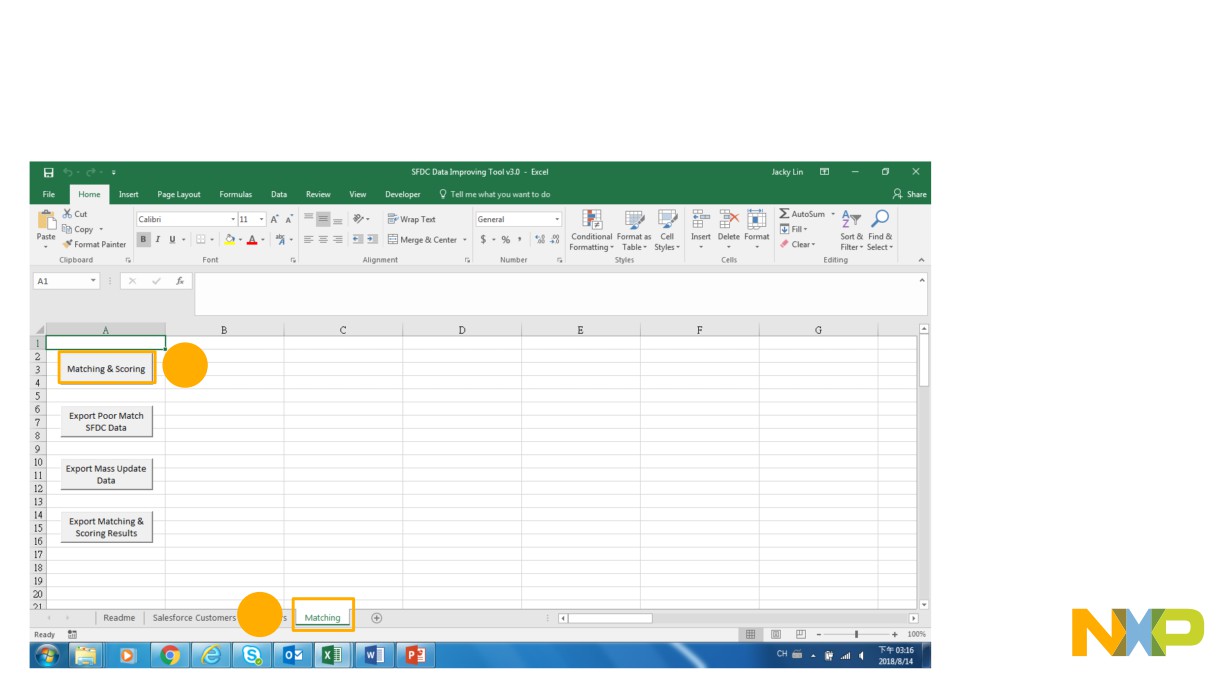 SFDC Data Improving Tool v3.0 - Excel
Jacky Lin
File Home Insert Page Layout Formulas Data Review View Developer Tell me what you want to do Share
Paste
Cut
Copy
Format Painter
Clipboard
Calibri 11
B I U
Font
Wrap Text
Merge & Center
Alignment
General
$ % ,
Number
Conditional Formatting
Format as Table
Cell Styles
Styles
Insert Delete Format
Cells
AutoSum
Fill
Clear
Sort & Filter
Find & Select
Editing
A1
fx
A B C D E F G
1
2
3
4
5
6
7
8
9
10
11
12
13
14
15
16
17
18
19
20
21
Matching & Scoring
Export Poor Match
SFDC Data
Export Mass Update
Data
Export Matching &
Scoring Results
Readme Salesforce Customers Matching
Ready
100%
CH
下午 03:16
2018/8/14
NXP